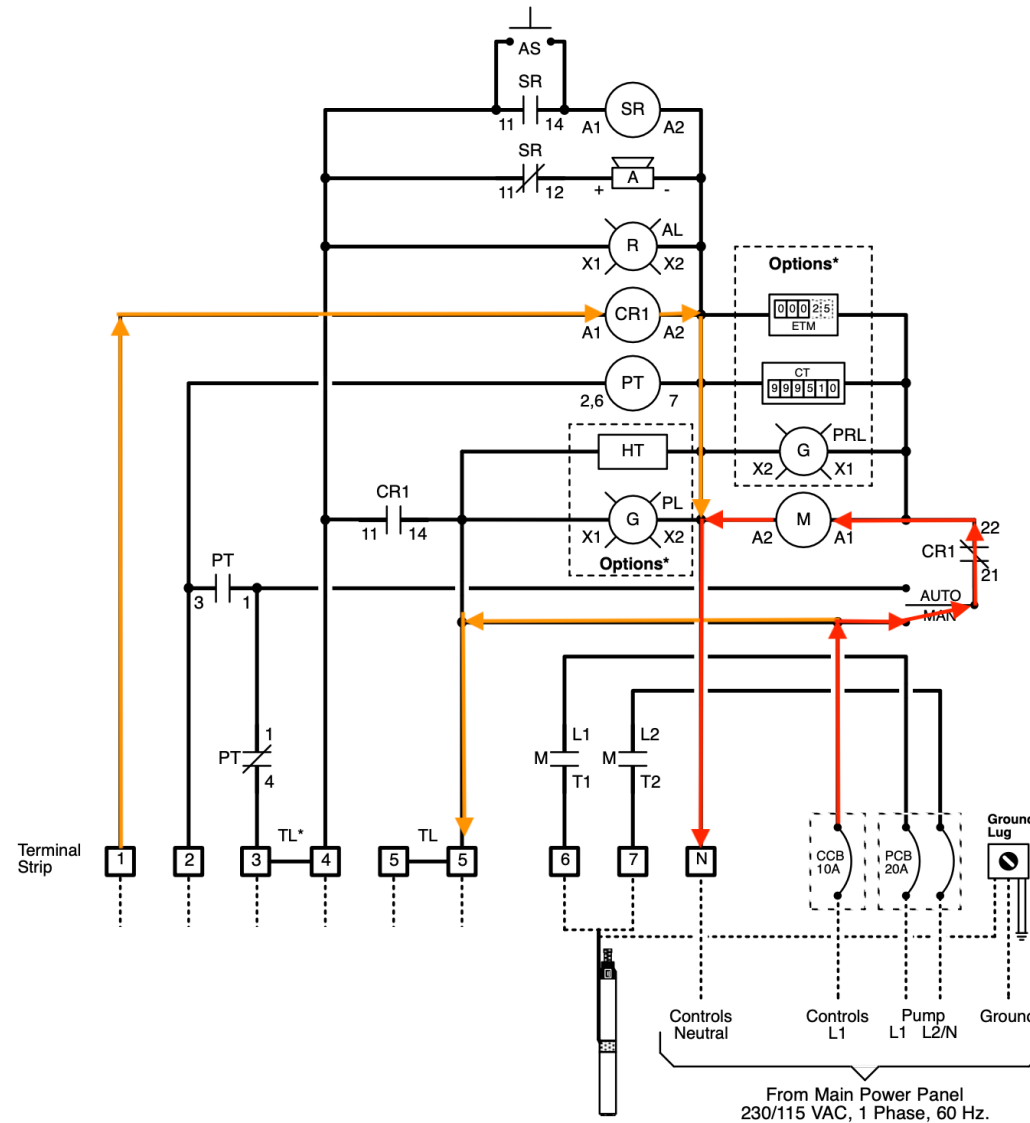 AS
SR
11 14 A1 SR A2
SR
11 12 + A -
R AL
X1 X2
Options*
0 0 0 2 5
ETM
CR1
A1 A2
CT
9 9 9 5 1 0
PT
2,6 7
HT
G PRL
X2 X1
CR1
11 14
G PL
X1 X2
Options*
M
A2 A1
22
CR1
21
PT
3 1
AUTO
MAN
1
PT
4
L1
M
T1
L2
M
T2
TL*
TL
Terminal
Strip
1 2 3 4 5 5 6 7 N
CCB
10A
PCB
20A
Ground
Lug
Controls
Neutral
Controls
L1
Pump
L1 L2/N
Ground
From Main Power Panel
230/115 VAC, 1 Phase, 60 Hz.